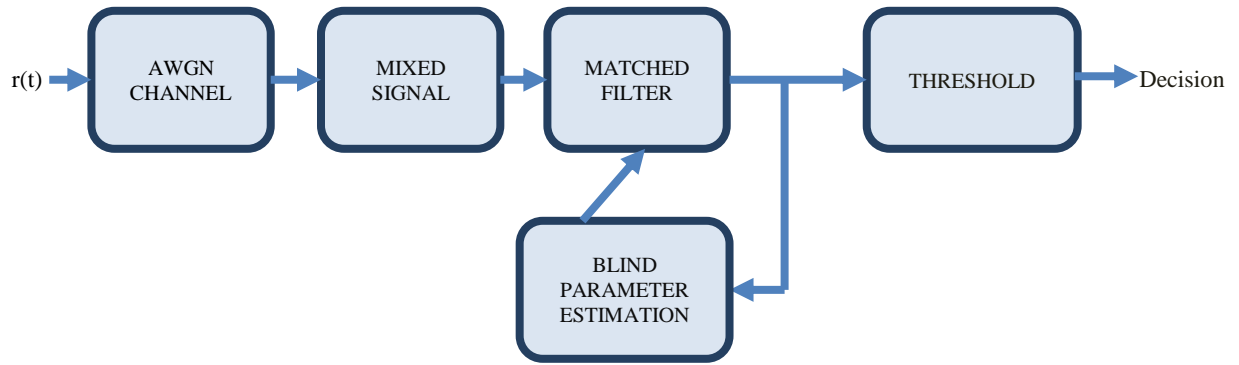 r(t)
AWGN
CHANNEL
MIXED
SIGNAL
MATCHED
FILTER
THRESHOLD
Decision
BLIND
PARAMETER
ESTIMATION